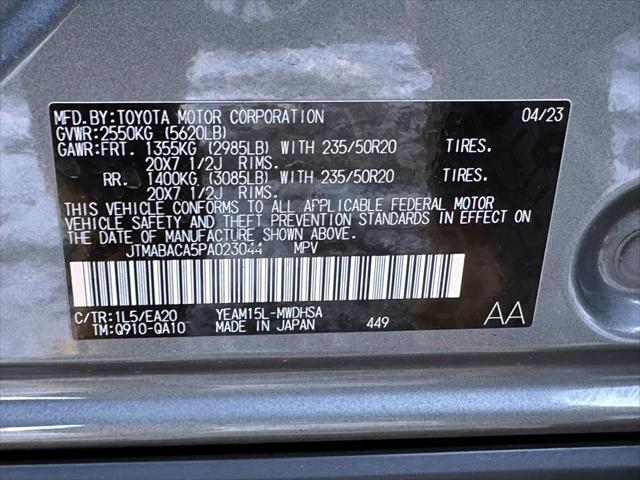 MFD.BY:TOYOTA MOTOR CORPORATION 04/23
GVWR:2550KG (5620LB)
GAWR:FRT. 1355KG (2985LB) WITH 235/50R20 TIRES.
20X7 1/2J RIMS.
RR. 1400KG (3085LB) WITH 235/50R20 TIRES.
20X7 1/2J RIMS.
THIS VEHICLE CONFORMS TO ALL APPLICABLE FEDERAL MOTOR
VEHICLE SAFETY AND THEFT PREVENTION STANDARDS IN EFFECT ON
THE DATE OF MANUFACTURE SHOWN ABOVE.
JTMABACA5PA023044 MPV
C/TR:1L5/EA20 YEAM15L-MWDHSA
TM:Q910-QA10 MADE IN JAPAN 449 AA